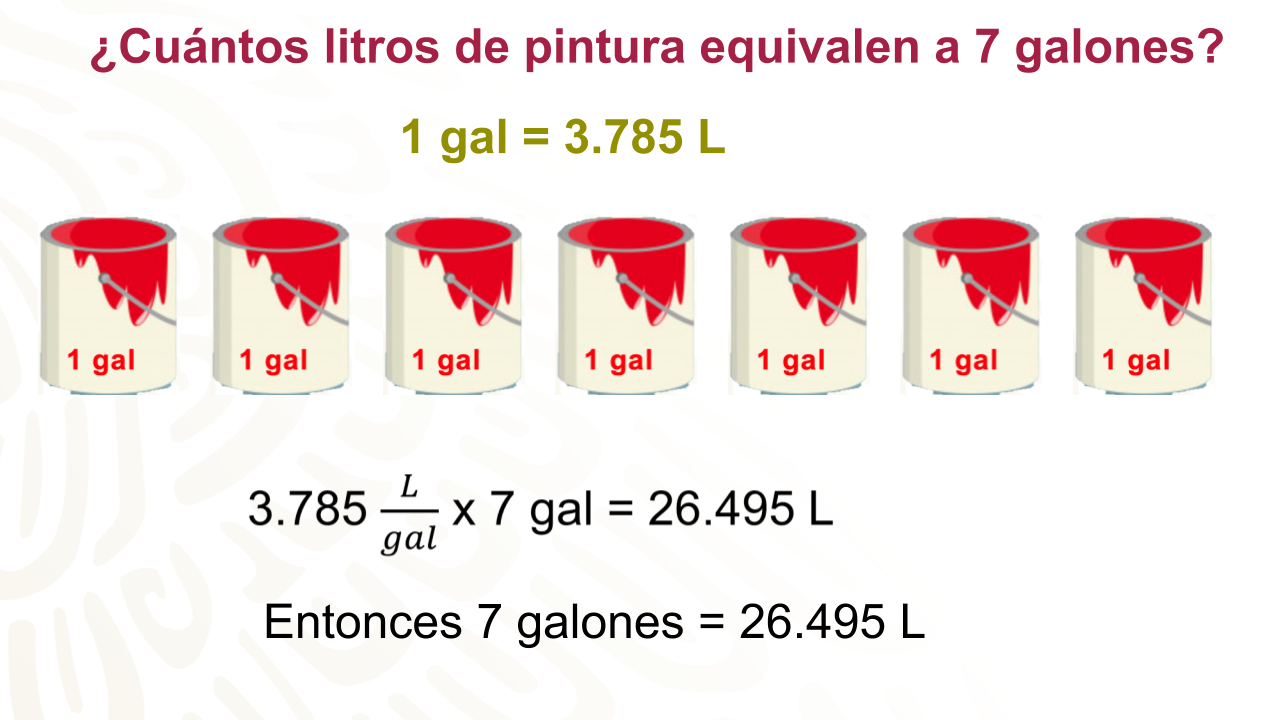 ¿Cuántos litros de pintura equivalen a 7 galones?
1 gal = 3.785 L
1 gal 1 gal 1 gal 1 gal 1 gal 1 gal 1 gal
3.785 L/gal x 7 gal = 26.495 L
Entonces 7 galones = 26.495 L